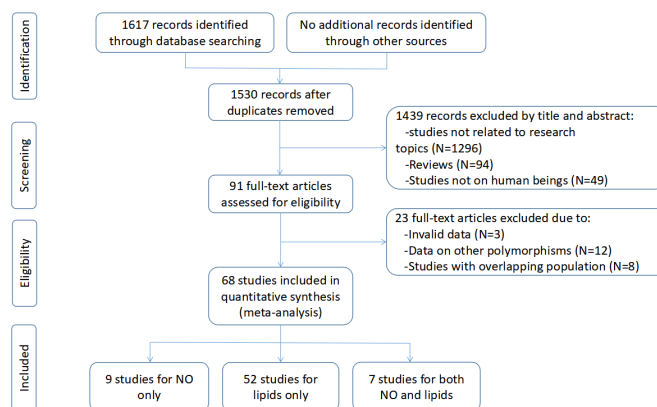 Identification
1617 records identified
through database searching
No additional records identified
through other sources
1530 records after
duplicates removed
1439 records excluded by title and abstract:
-studies not related to research
topics (N=1296)
-Reviews (N=94)
-Studies not on human beings (N=49)
Screening
91 full-text articles
assessed for eligibility
23 full-text articles excluded due to:
-Invalid data (N=3)
-Data on other polymorphisms (N=12)
-Studies with overlapping population (N=8)
Eligibility
68 studies included in
quantitative synthesis
(meta-analysis)
Included
9 studies for NO
only
52 studies for
lipids only
7 studies for both
NO and lipids